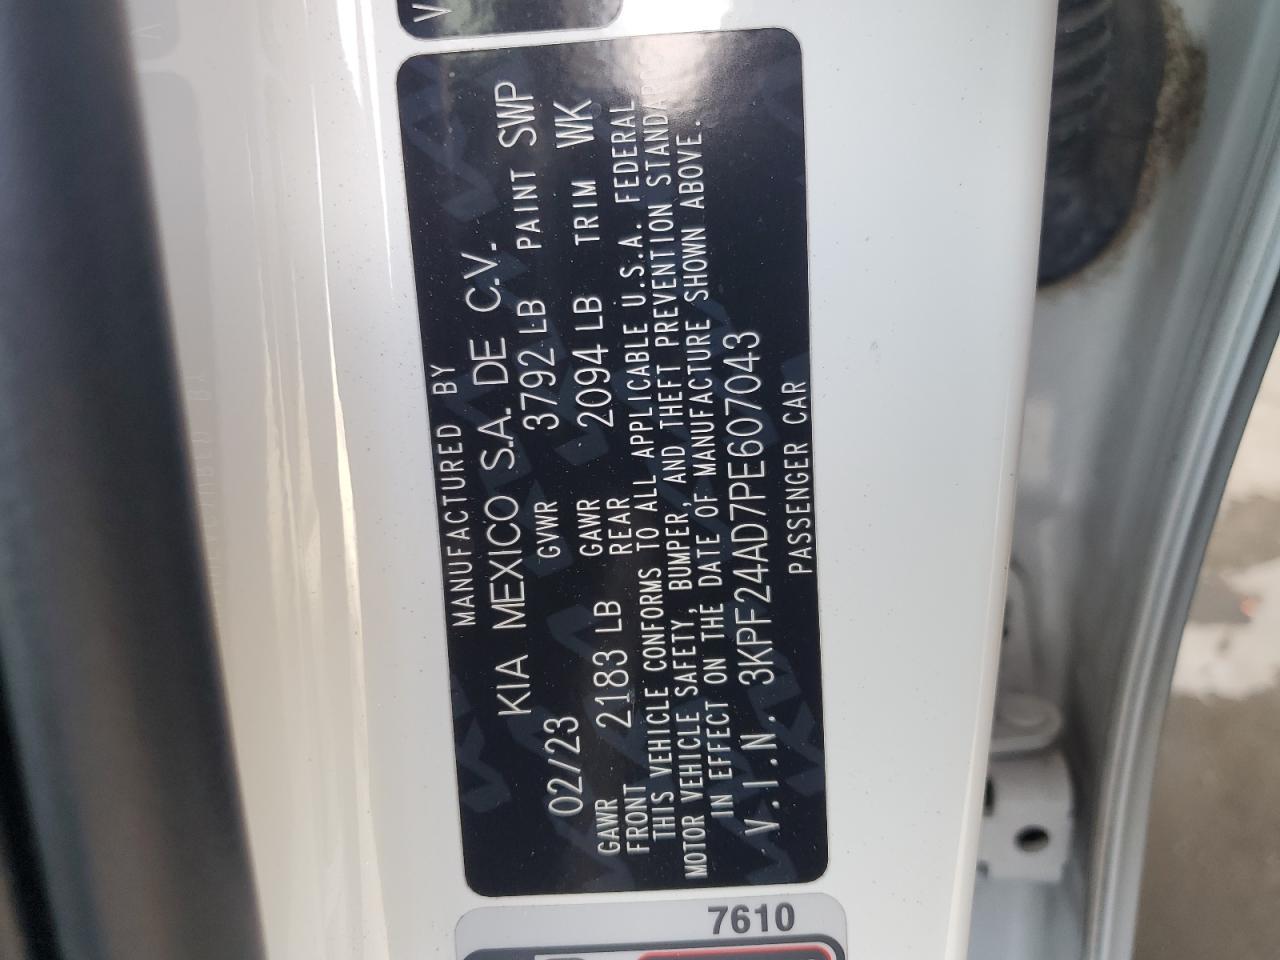 V
MANUFACTURED BY
KIA MEXICO S.A. DE C.V.
02/23 GVWR 3792 LB PAINT SWP
GAWR FRONT 2183 LB GAWR REAR 2094 LB TRIM WK
THIS VEHICLE CONFORMS TO ALL APPLICABLE U.S.A. FEDERAL
MOTOR VEHICLE SAFETY, BUMPER, AND THEFT PREVENTION STANDARDS
IN EFFECT ON THE DATE OF MANUFACTURE SHOWN ABOVE.
V.I.N. 3KPF24AD7PE607043
PASSENGER CAR
7610